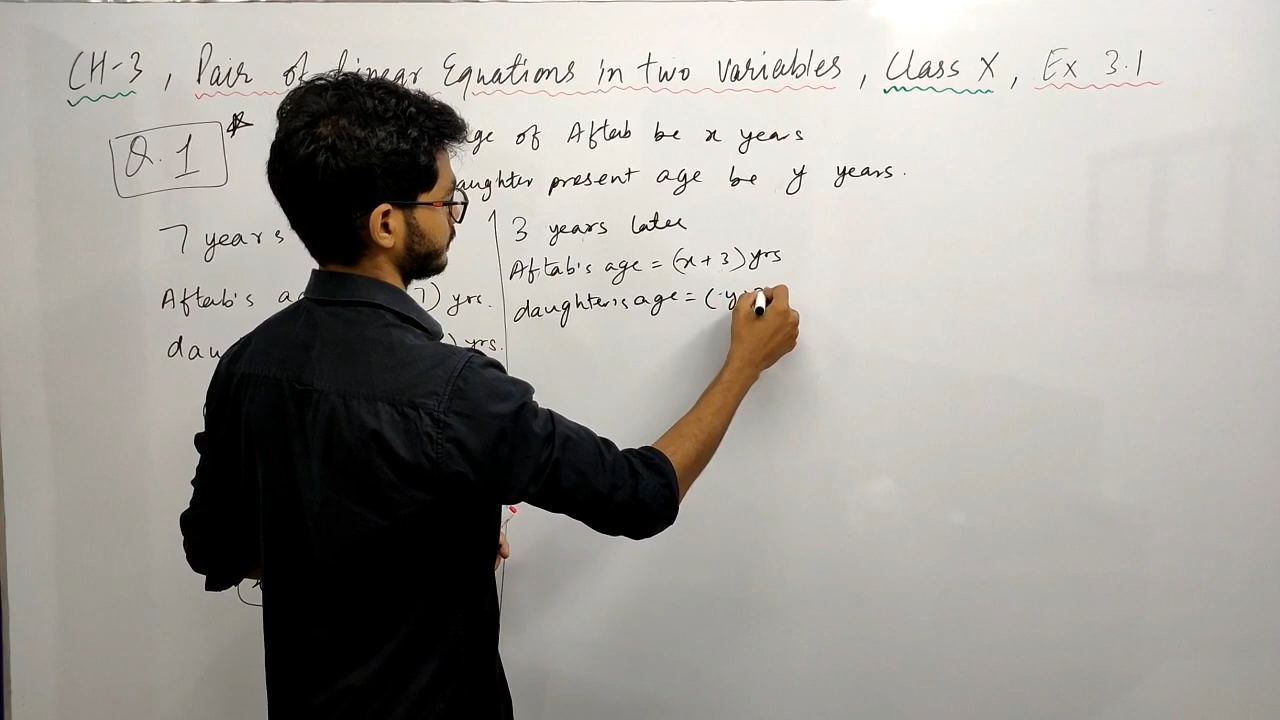 CH-3, Pair of Linear Equations in two variables, Class X, Ex 3.1
Q.1
age of Aftab be x years
daughter present age be y years.
7 years
3 years later
Aftab's age = (x+3) yrs
Aftab's 7) yrs.
daughter's age = (y
) yrs.